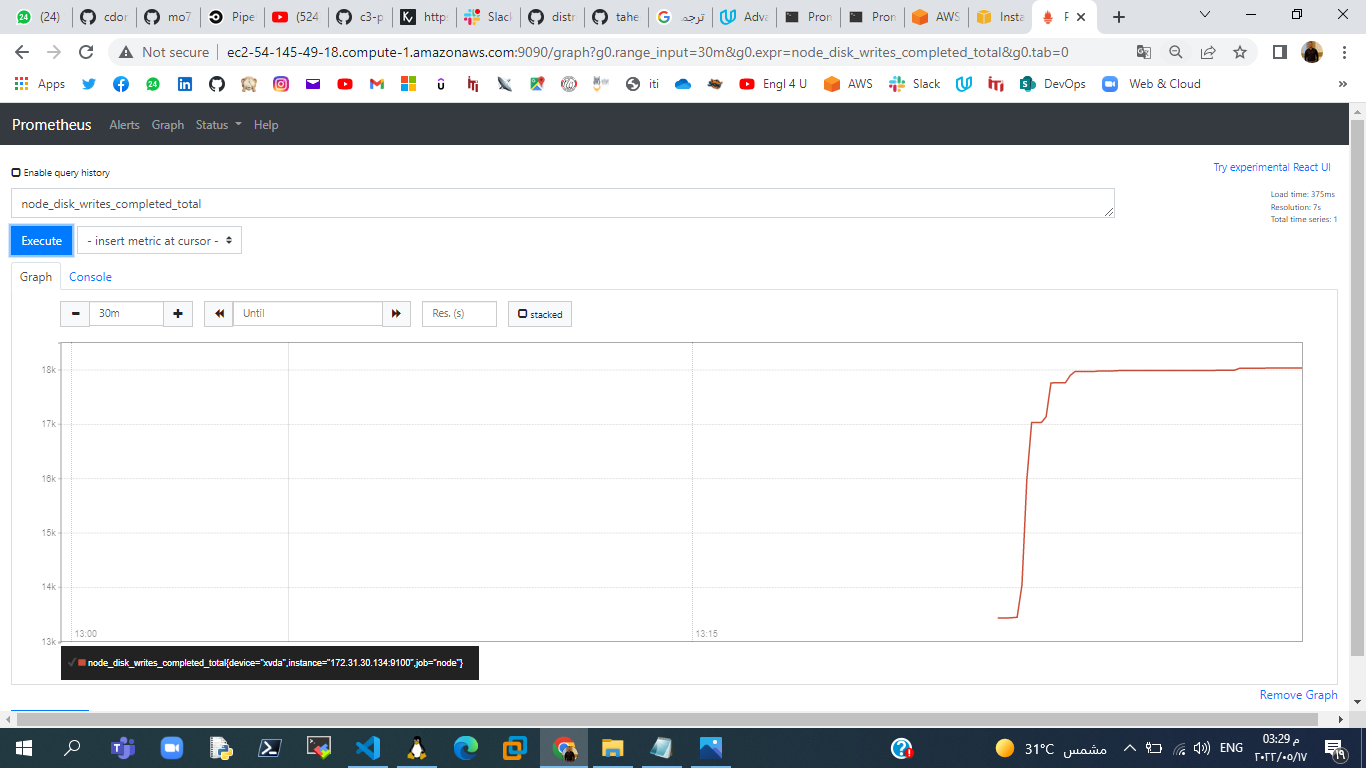 (24) cdor mo7 Pipe (524 c3-p http: Slack distr tahe ترجم Adva Pron Pron AWS Insta P
Not secure ec2-54-145-49-18.compute-1.amazonaws.com:9090/graph?g0.range_input=30m&g0.expr=node_disk_writes_completed_total&g0.tab=0
Apps iti Engl 4 U AWS Slack DevOps Web & Cloud »
Prometheus Alerts Graph Status Help
Enable query history
Try experimental React UI
node_disk_writes_completed_total
Load time: 375ms
Resolution: 7s
Total time series: 1
Execute - insert metric at cursor -
Graph Console
30m Until Res. (s) stacked
18k
17k
16k
15k
14k
13k
13:00 13:15
node_disk_writes_completed_total{device="xvda",instance="172.31.30.134:9100",job="node"}
Remove Graph
31°C مشمس ENG
03:29 م
٢٠٢٢/٠٥/١٧
١٩